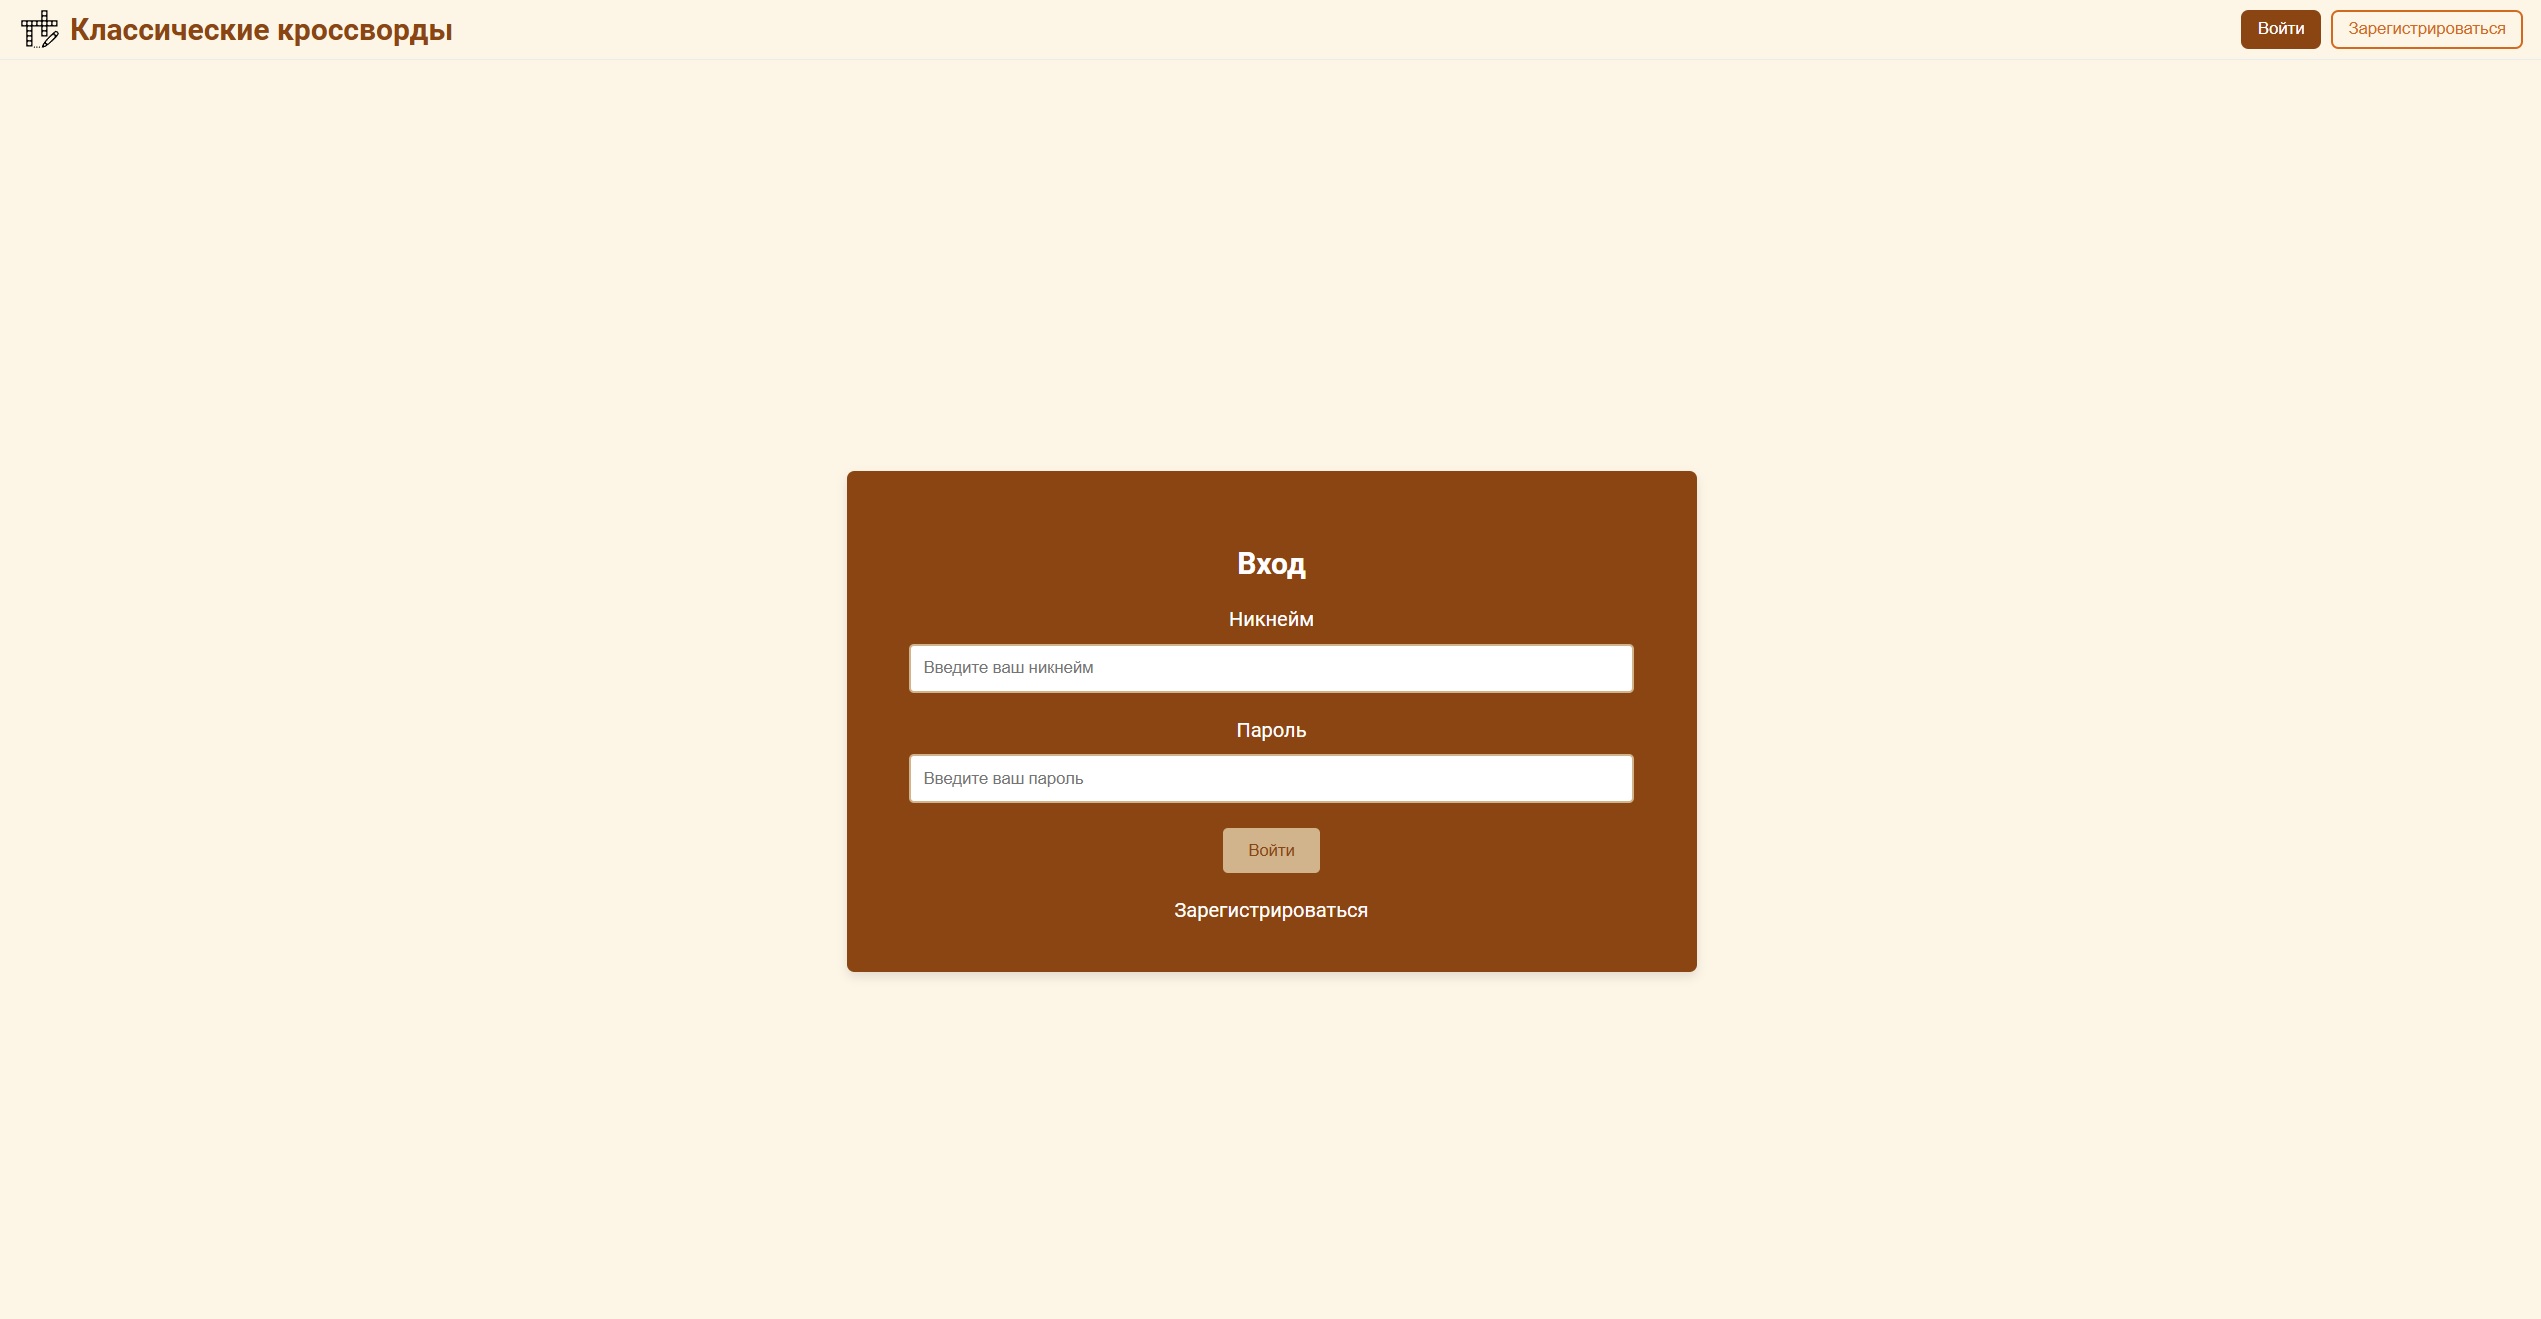 Классические кроссворды
Войти
Зарегистрироваться
Вход
Никнейм
Введите ваш никнейм
Пароль
Введите ваш пароль
Войти
Зарегистрироваться